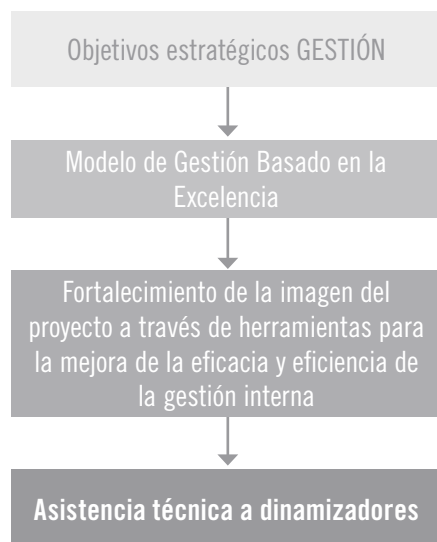 Objetivos estratégicos GESTIÓN
Modelo de Gestión Basado en la
Excelencia
Fortalecimiento de la imagen del
proyecto a través de herramientas para
la mejora de la eficacia y eficiencia de
la gestión interna
Asistencia técnica a dinamizadores